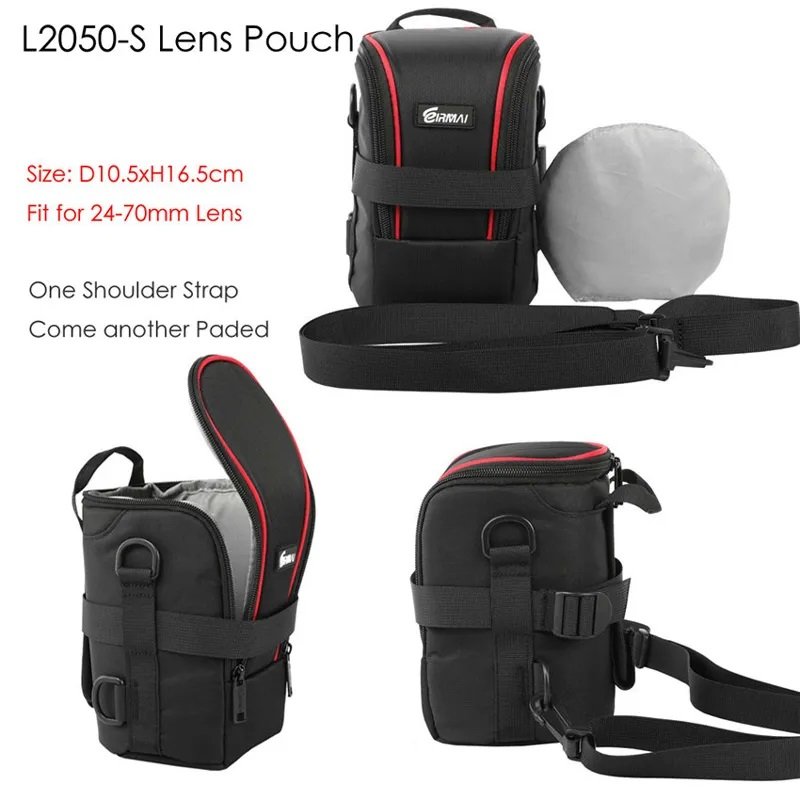 L2050-S Lens Pouch
EIRMAI
Size: D10.5xH16.5cm
Fit for 24-70mm Lens
One Shoulder Strap
Come another Paded
EIRMAI